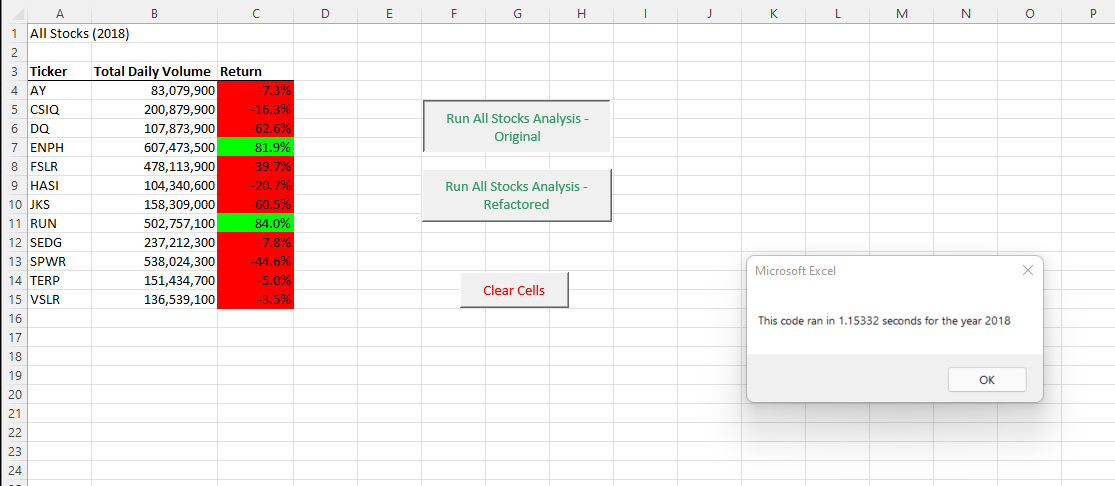 A B C D E F G H I J K L M N O P
1 All Stocks (2018)
2
3 Ticker Total Daily Volume Return
4 AY 83,079,900 -7.3%
5 CSIQ 200,879,900 -16.3%
6 DQ 107,873,900 -62.6%
7 ENPH 607,473,500 81.9%
8 FSLR 478,113,900 -39.7%
9 HASI 104,340,600 -20.7%
10 JKS 158,309,000 -60.5%
11 RUN 502,757,100 84.0%
12 SEDG 237,212,300 -7.8%
13 SPWR 538,024,300 -44.6%
14 TERP 151,434,700 -5.0%
15 VSLR 136,539,100 -3.5%
16
17
18
19
20
21
22
23
24
Run All Stocks Analysis -
Original
Run All Stocks Analysis -
Refactored
Clear Cells
Microsoft Excel
This code ran in 1.15332 seconds for the year 2018
OK